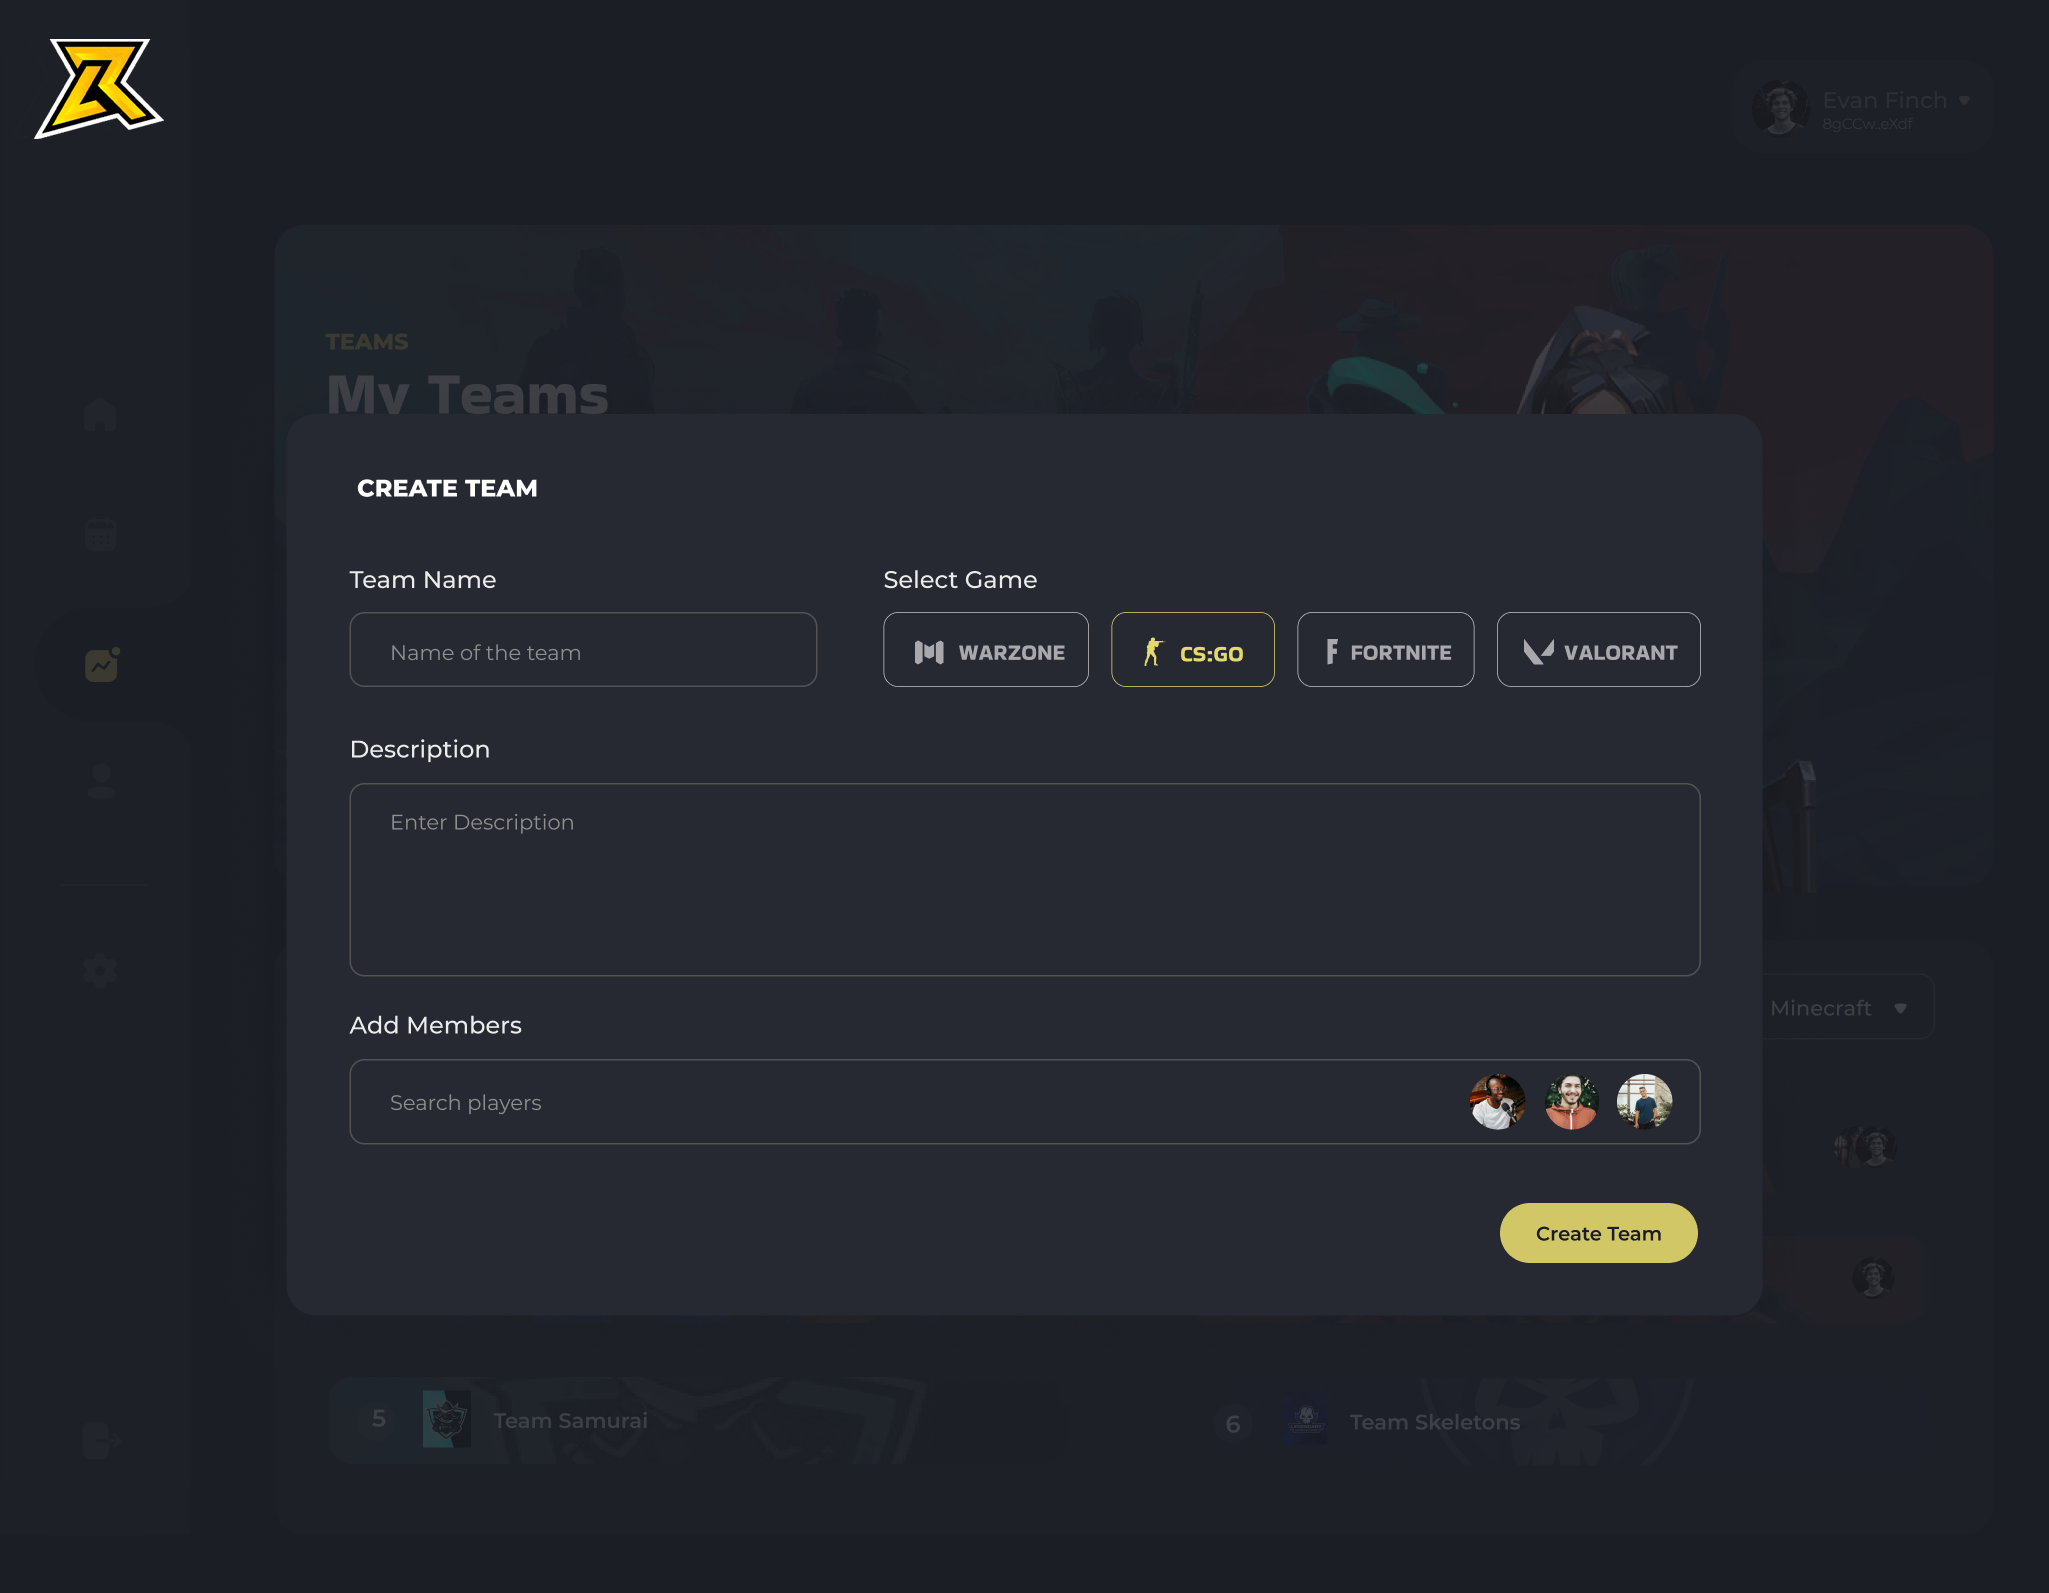 Evan Finch
8gCCw..eXdf
TEAMS
My Teams
CREATE TEAM
Team Name
Select Game
Name of the team
WARZONE
CS:GO
FORTNITE
VALORANT
Description
Enter Description
Minecraft
Add Members
Search players
Create Team
5
Team Samurai
6
Team Skeletons